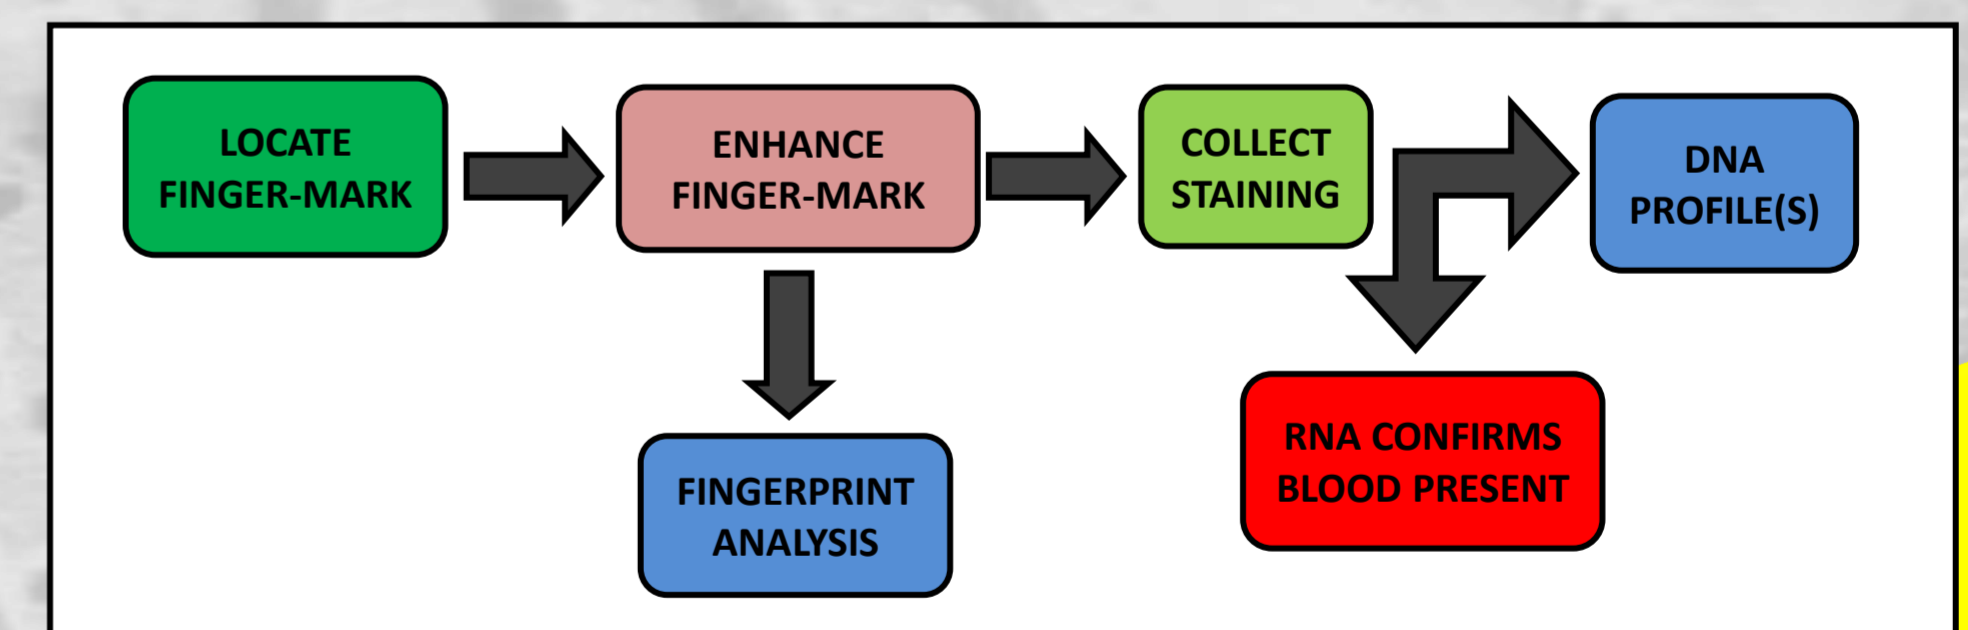 LOCATE
FINGER-MARK
ENHANCE
FINGER-MARK
COLLECT
STAINING
DNA
PROFILE(S)
FINGERPRINT
ANALYSIS
RNA CONFIRMS
BLOOD PRESENT